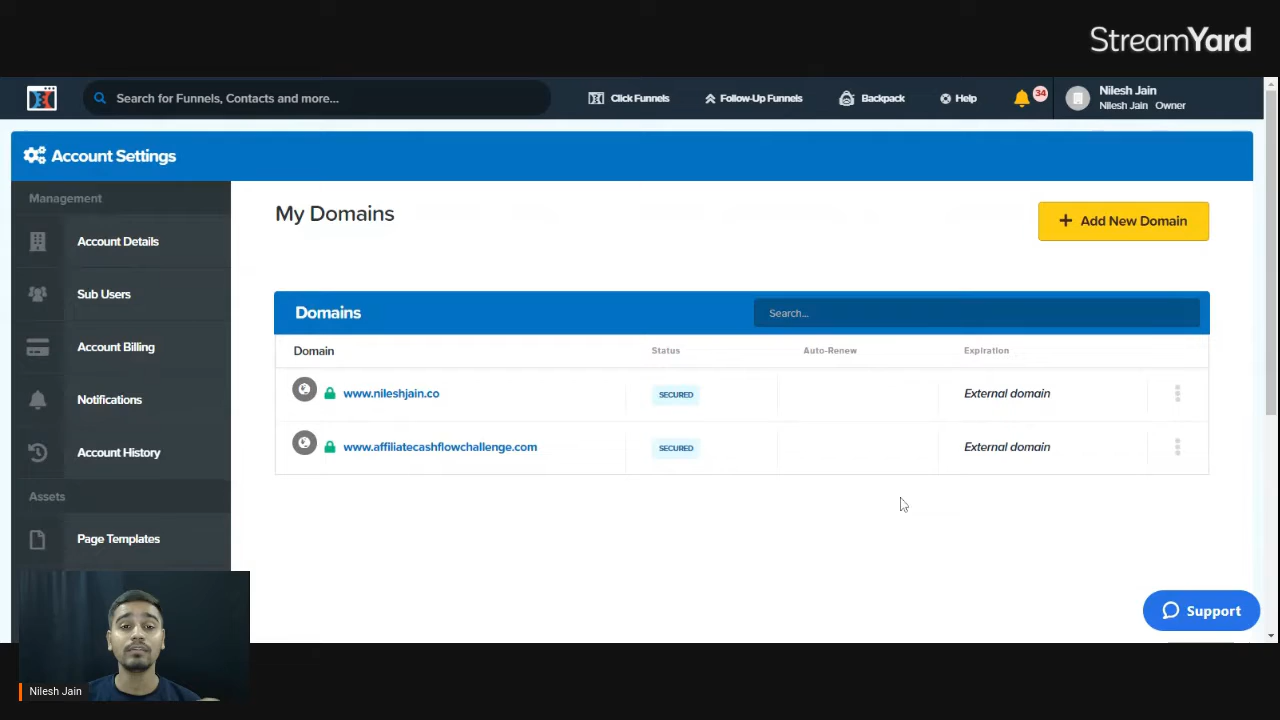 StreamYard
Search for Funnels, Contacts and more...
Click Funnels
Follow-Up Funnels
Backpack
Help
34
Nilesh Jain
Nilesh Jain Owner
Account Settings
Management
Account Details
Sub Users
Account Billing
Notifications
Account History
Assets
Page Templates
My Domains
+ Add New Domain
Domains
Search...
Domain
Status
Auto-Renew
Expiration
www.nileshjain.co
SECURED
External domain
www.affiliatecashflowchallenge.com
SECURED
External domain
Support
Nilesh Jain